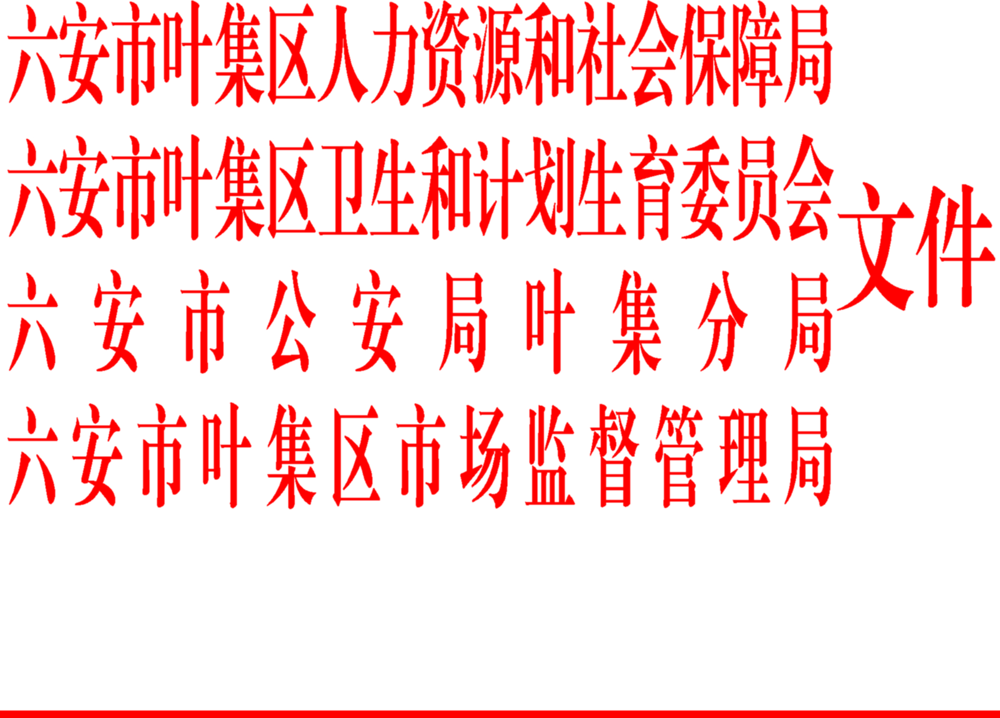 六安市叶集区人力资源和社会保障局
六安市叶集区卫生和计划生育委员会
文件
六安市公安局叶集分局
六安市叶集区市场监督管理局